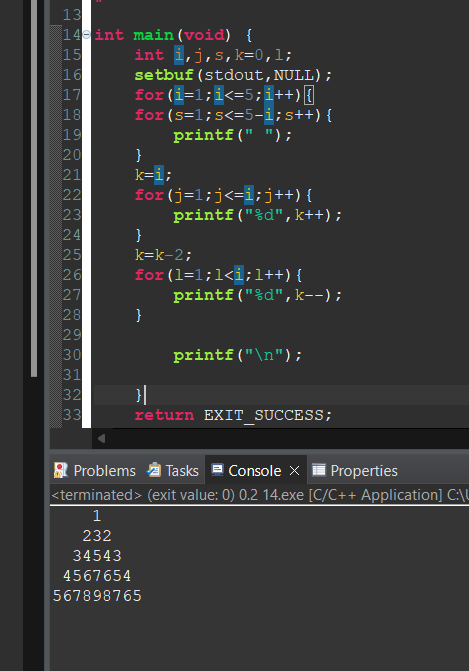 13
14 int main(void) {
15     int i,j,s,k=0,l;
16     setbuf(stdout,NULL);
17     for(i=1;i<=5;i++){
18     for(s=1;s<=5-i;s++){
19         printf(" ");
20     }
21     k=i;
22     for(j=1;j<=i;j++){
23         printf("%d",k++);
24     }
25     k=k-2;
26     for(l=1;l<i;l++){
27         printf("%d",k--);
28     }
29
30         printf("\n");
31
32     }
33     return EXIT_SUCCESS;
Problems Tasks Console Properties
<terminated> (exit value: 0) 0.2 14.exe [C/C++ Application] C:\
    1
   232
  34543
 4567654
567898765